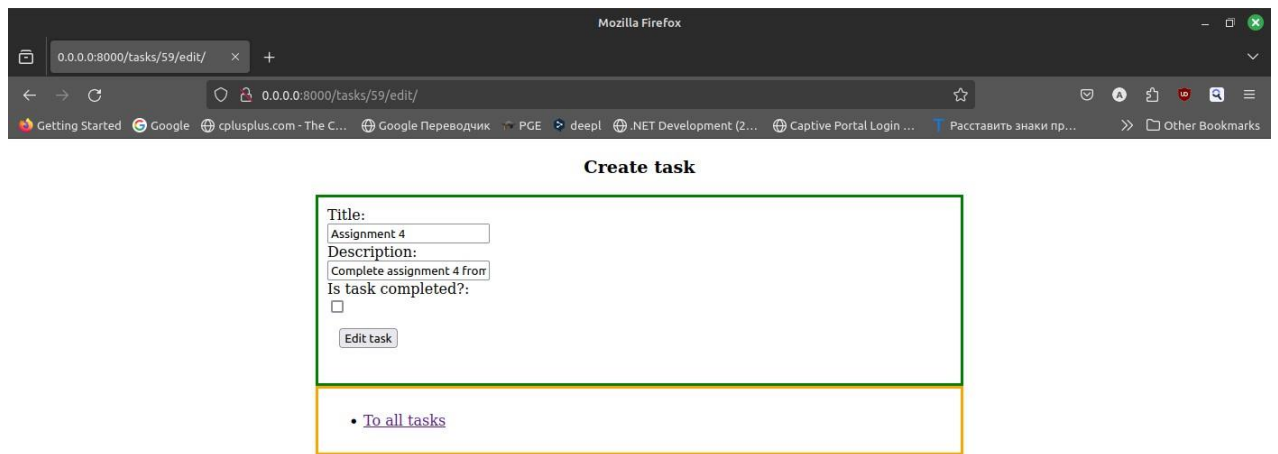 Mozilla Firefox
0.0.0.0:8000/tasks/59/edit/
0.0.0.0:8000/tasks/59/edit/
Getting Started Google cplusplus.com - The C... Google Переводчик PGE deepl .NET Development (2... Captive Portal Login ... Расставить знаки пр... Other Bookmarks
Create task
Title:
Assignment 4
Description:
Complete assignment 4 from
Is task completed?:
Edit task
To all tasks